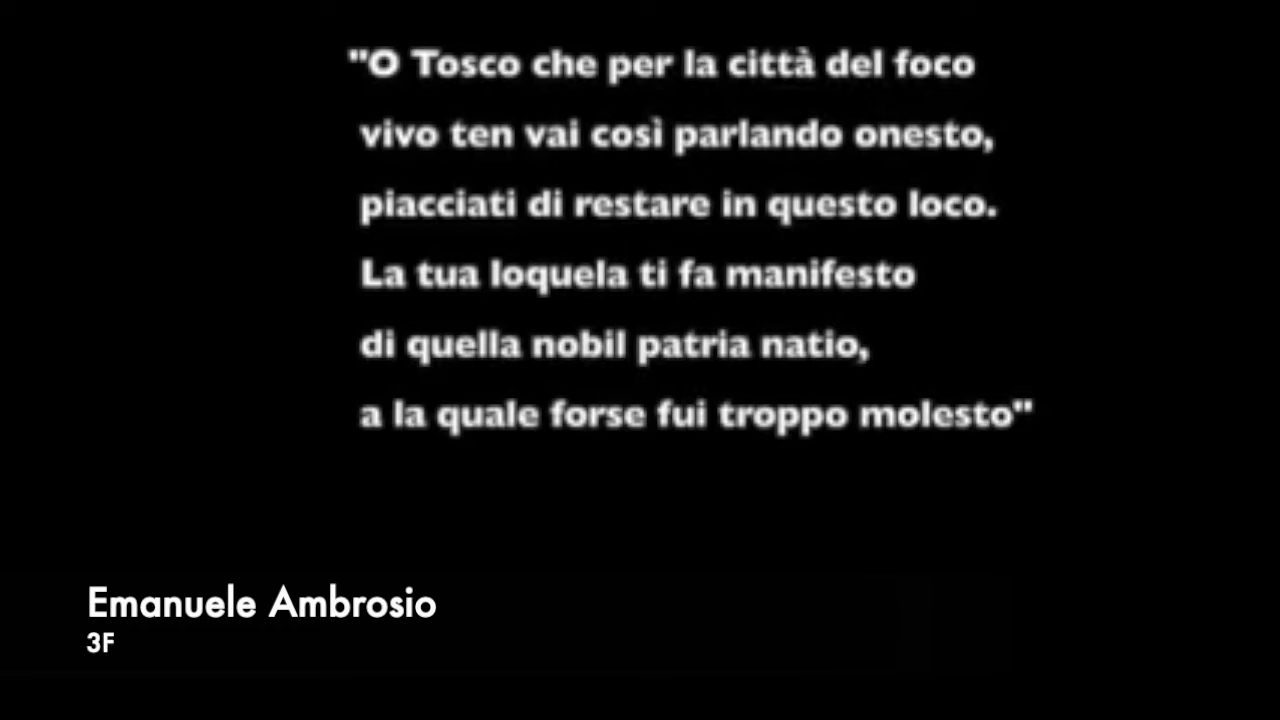 "O Tosco che per la città del foco
vivo ten vai così parlando onesto,
piacciati di restare in questo loco.
La tua loquela ti fa manifesto
di quella nobil patria natio,
a la quale forse fui troppo molesto"
Emanuele Ambrosio
3F